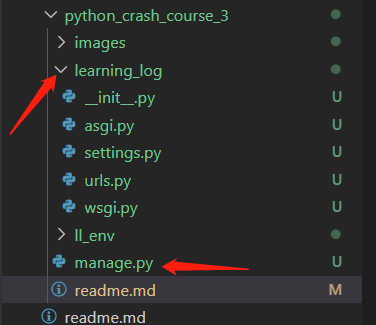 python_crash_course_3
images
learning_log
__init__.py
asgi.py U
settings.py U
urls.py U
wsgi.py U
ll_env
manage.py U
readme.md M
readme.md